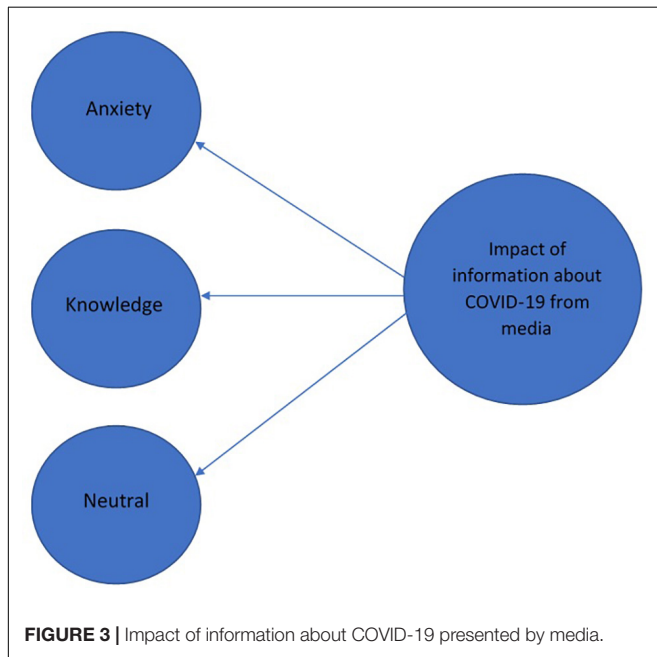 Anxiety
Knowledge
Neutral
Impact of
information about
COVID-19 from
media
FIGURE 3 | Impact of information about COVID-19 presented by media.